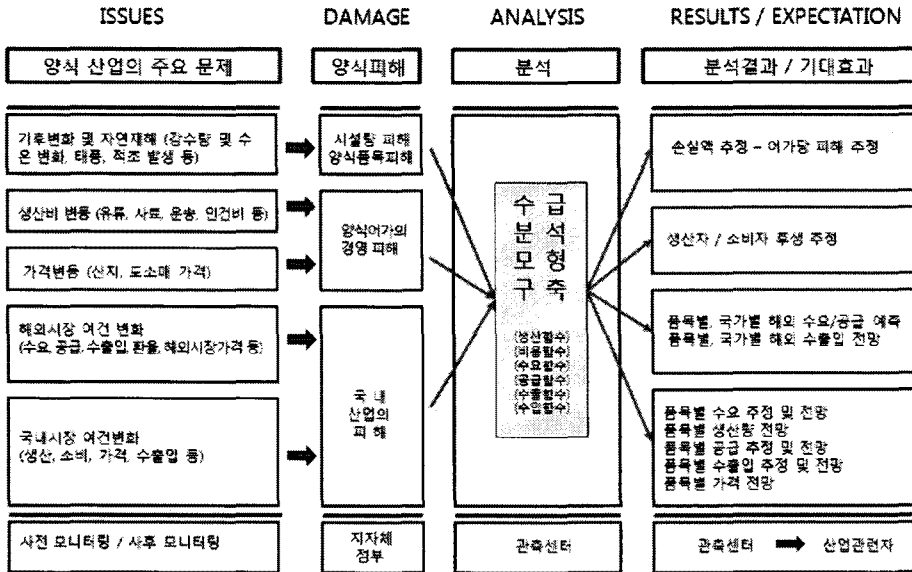 ISSUES
DAMAGE
ANALYSIS
RESULTS / EXPECTATION
양식 산업의 주요 문제
양식피해
분석
분석결과 / 기대효과
기후변화 및 자연재해 (강수량 및 수
온 변화, 태풍, 적조 발생 등)
시설량 피해
양식품목피해
손실액 추정 – 어가당 피해 추정
생산비 변동 (유류, 사료, 운송, 인건비 등)
양식어가의
경영 피해
가격변동 (산지, 도소매 가격)
생산자 / 소비자 후생 추정
해외시장 여건 변화
(수요, 공급, 수출입, 환율, 해외시장가격 등)
국 내
산업의
피 해
국내시장 여건변화
(생산, 소비, 가격, 수출입 등)
수 급
분 석
모 형
구 축
(생산함수)
(비용함수)
(수요함수)
(공급함수)
(수출함수)
(수입함수)
품목별, 국가별 해외 수요/공급 예측
품목별, 국가별 해외 수출입 전망
품목별 수요 추정 및 전망
품목별 생산량 전망
품목별 공급 추정 및 전망
품목별 수출입 추정 및 전망
품목별 가격 전망
사전 모니터링 / 사후 모니터링
지자체
정부
관측센터
관측센터 ➡ 산업관련자